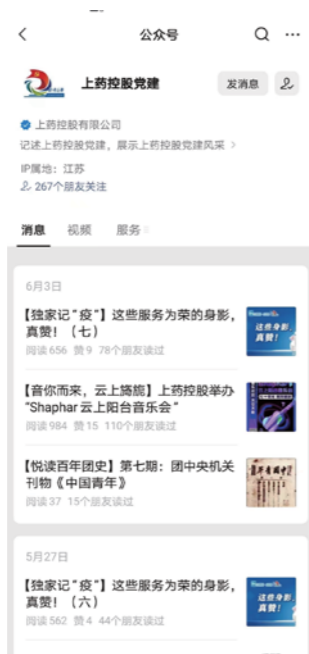 公众号
上药控股党建
发消息
上药控股有限公司
记述上药控股党建，展示上药控股党建风采
IP属地：江苏
267个朋友关注
消息 视频 服务
6月3日
【独家记“疫”】这些服务为荣的身影，
真赞！（七）
阅读 656 赞 9 78个朋友读过
这些身影
真赞！
【音你而来，云上旖旎】上药控股举办
“Shaphar 云上阳台音乐会“
阅读 984 赞 15 110个朋友读过
【悦读百年团史】第七期：团中央机关
刊物《中国青年》
阅读 37 15个朋友读过
5月27日
【独家记“疫”】这些服务为荣的身影，
真赞！（六）
阅读 562 赞 4 44个朋友读过
这些身影
真赞！